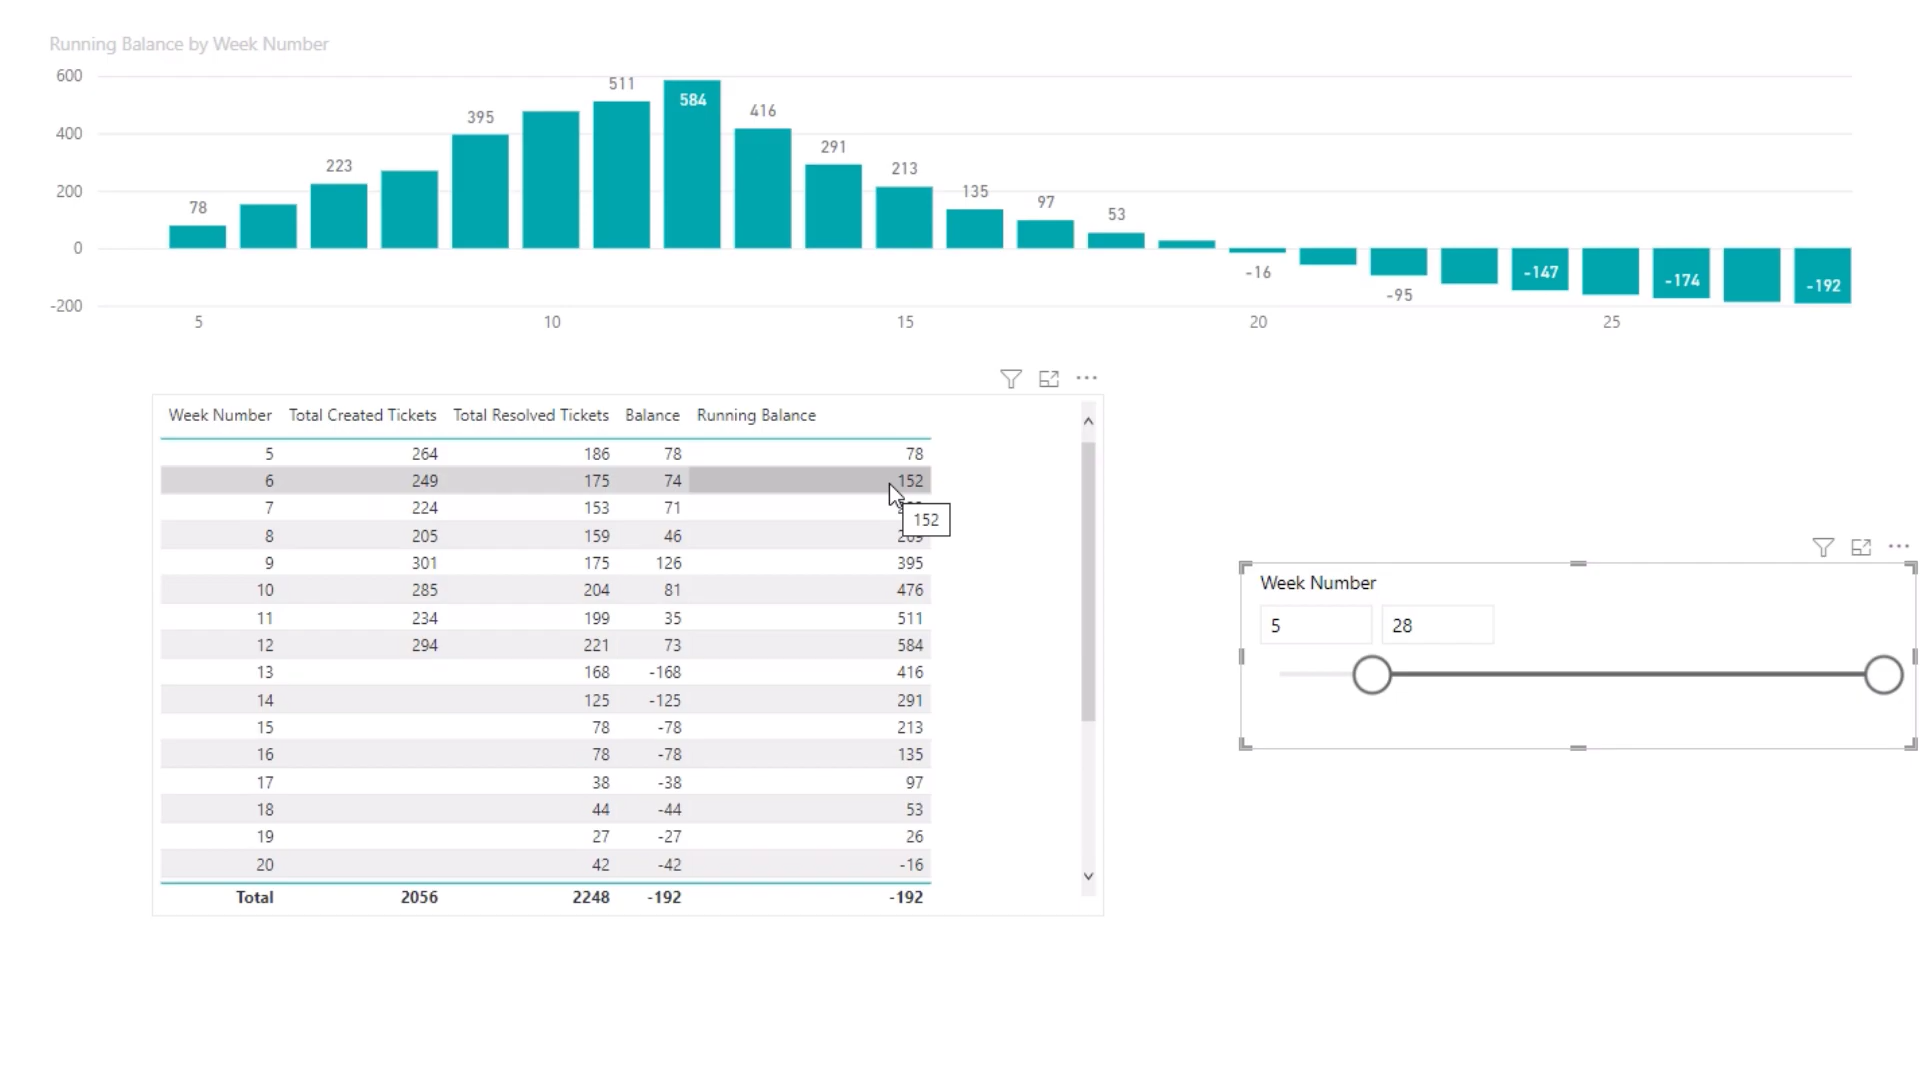 Running Balance by Week Number
600
400
200
0
-200
78
223
395
511
584
416
291
213
135
97
53
-16
-95
-147
-174
-192
5
10
15
20
25
Week Number Total Created Tickets Total Resolved Tickets Balance Running Balance
5 264 186 78 78
6 249 175 74 152
152
7 224 153 71
8 205 159 46
9 301 175 126 395
10 285 204 81 476
11 234 199 35 511
12 294 221 73 584
13 168 -168 416
14 125 -125 291
15 78 -78 213
16 78 -78 135
17 38 -38 97
18 44 -44 53
19 27 -27 26
20 42 -42 -16
Total 2056 2248 -192 -192
Week Number
5 28